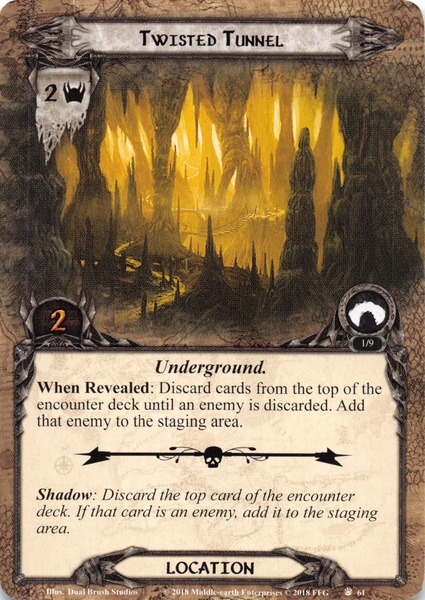 TWISTED TUNNEL
2
2
1/9
Underground.
When Revealed: Discard cards from the top of the
encounter deck until an enemy is discarded. Add
that enemy to the staging area.
Shadow: Discard the top card of the encounter
deck. If that card is an enemy, add it to the staging
area.
LOCATION
Illus. Dual Brush Studios © 2018 Middle-earth Enterprises © 2018 FFG 61